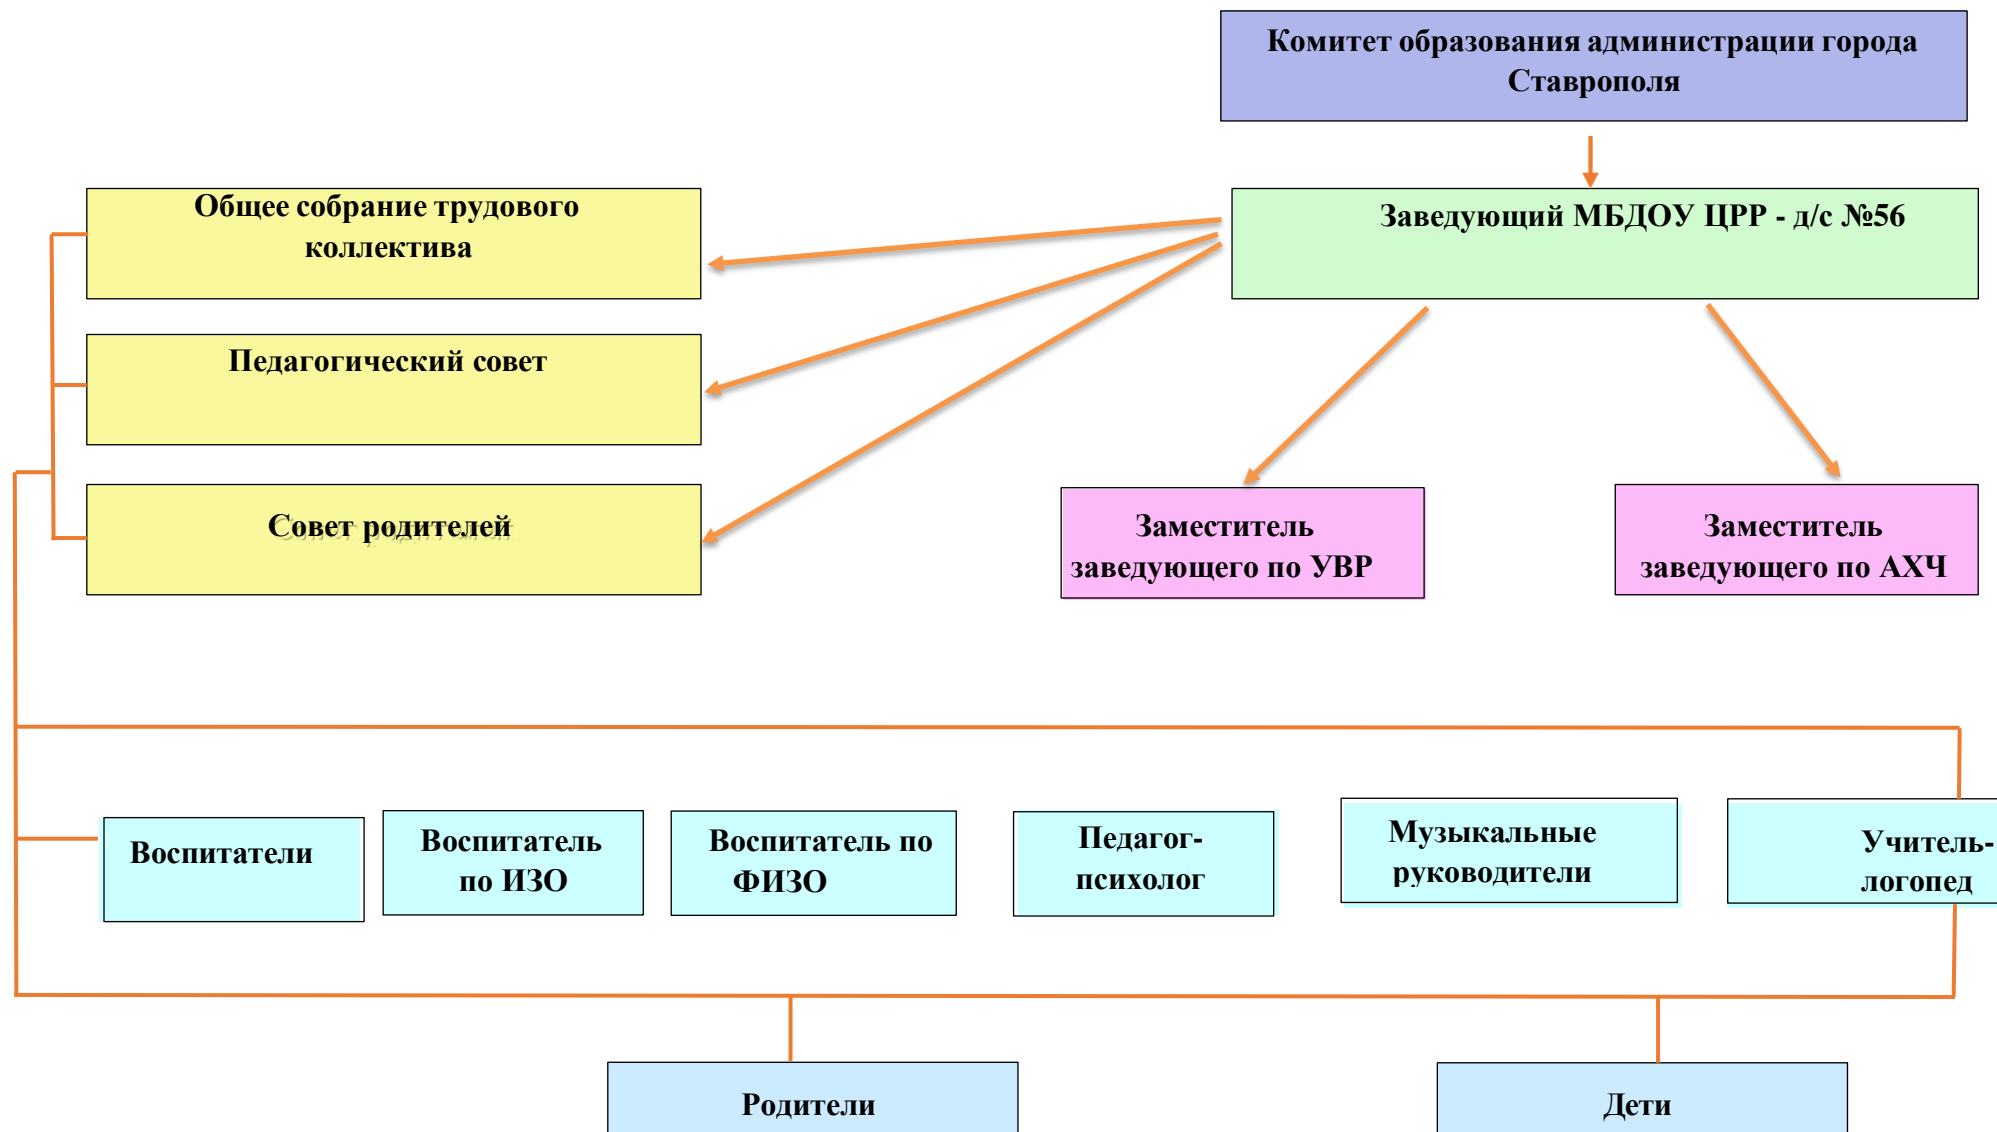 Комитет образования администрации города
Ставрополя
Общее собрание трудового
коллектива
Заведующий МБДОУ ЦРР - д/с №56
Педагогический совет
Совет родителей
Заместитель
заведующего по УВР
Заместитель
заведующего по АХЧ
Воспитатели
Воспитатель
по ИЗО
Воспитатель по
ФИЗО
Педагог-
психолог
Музыкальные
руководители
Учитель-
логопед
Родители
Дети